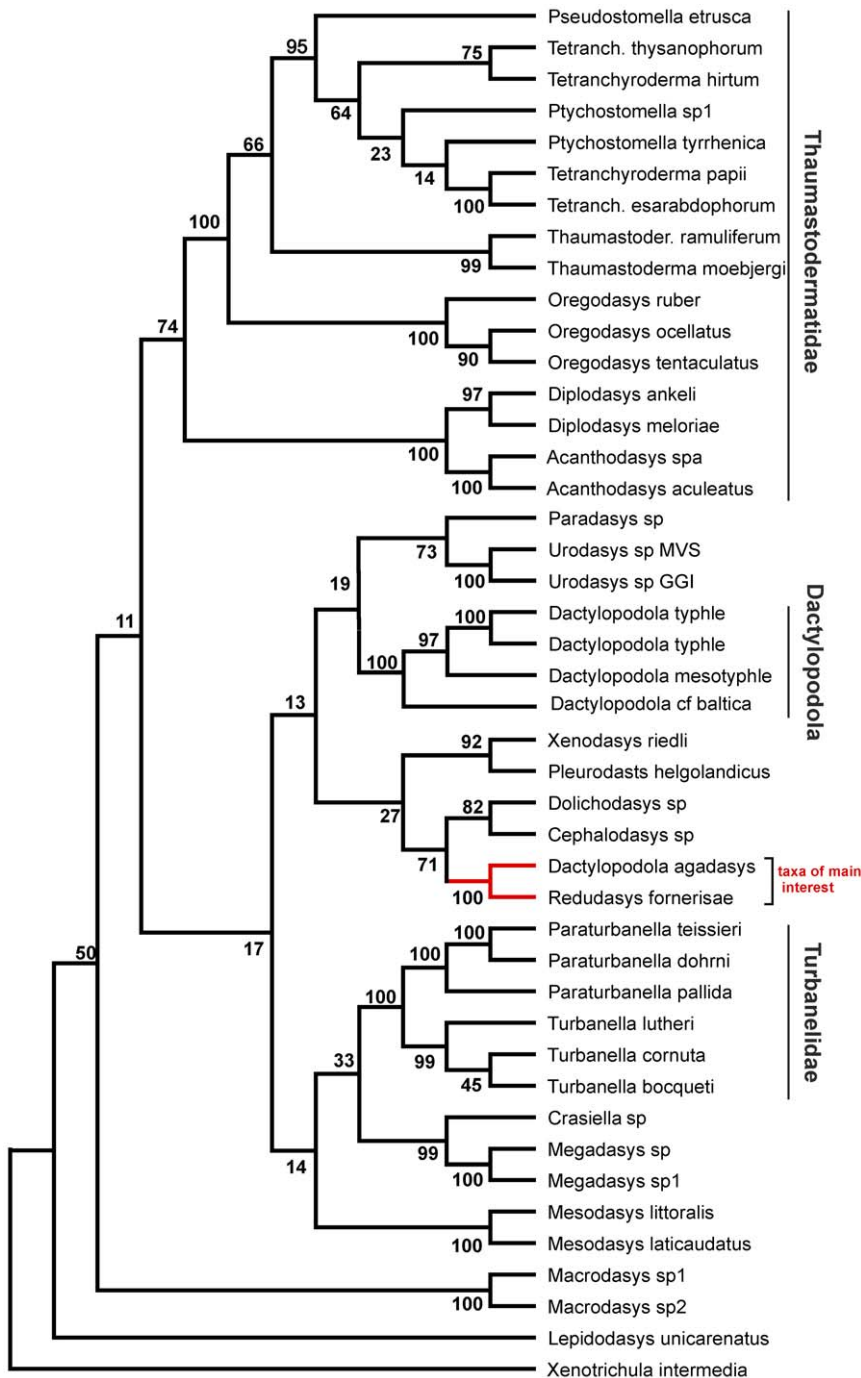 Pseudostomella etrusca
95
Tetranch. thysanophorum
75
Tetranchyroderma hirtum
64
Ptychostomella sp1
23
Ptychostomella tyrrhenica
66
14
Tetranchyroderma papii
Tetranch. esarabdophorum
100
100
Thaumastoder. ramuliferum
Thaumastoderma moebjergi
99
Oregodasys ruber
74
100
Oregodasys ocellatus
90
Oregodasys tentaculatus
Diplodasys ankeli
97
Diplodasys meloriae
100
Acanthodasys spa
Acanthodasys aculeatus
100
Thaumastodermatidae
Paradasys sp
73
Urodasys sp MVS
Urodasys sp GGI
100
19
11
Dactylopodola typhle
100
Dactylopodola typhle
97
100
Dactylopodola mesotyphle
Dactylopodola cf baltica
Dactylopodola
13
Xenodasys riedli
92
Pleurodasts helgolandicus
27
Dolichodasys sp
82
Cephalodasys sp
71
Dactylopodola agadasys
Redudasys fornerisae
100
taxa of main
interest
17
50
Paraturbanella teissieri
100
Paraturbanella dohrni
100
Paraturbanella pallida
100
Turbanella lutheri
99
Turbanella cornuta
33
Turbanella bocqueti
45
Turbanelidae
Crasiella sp
99
Megadasys sp
14
Megadasys sp1
100
Mesodasys littoralis
Mesodasys laticaudatus
100
Macrodasys sp1
Macrodasys sp2
100
Lepidodasys unicarenatus
Xenotrichula intermedia